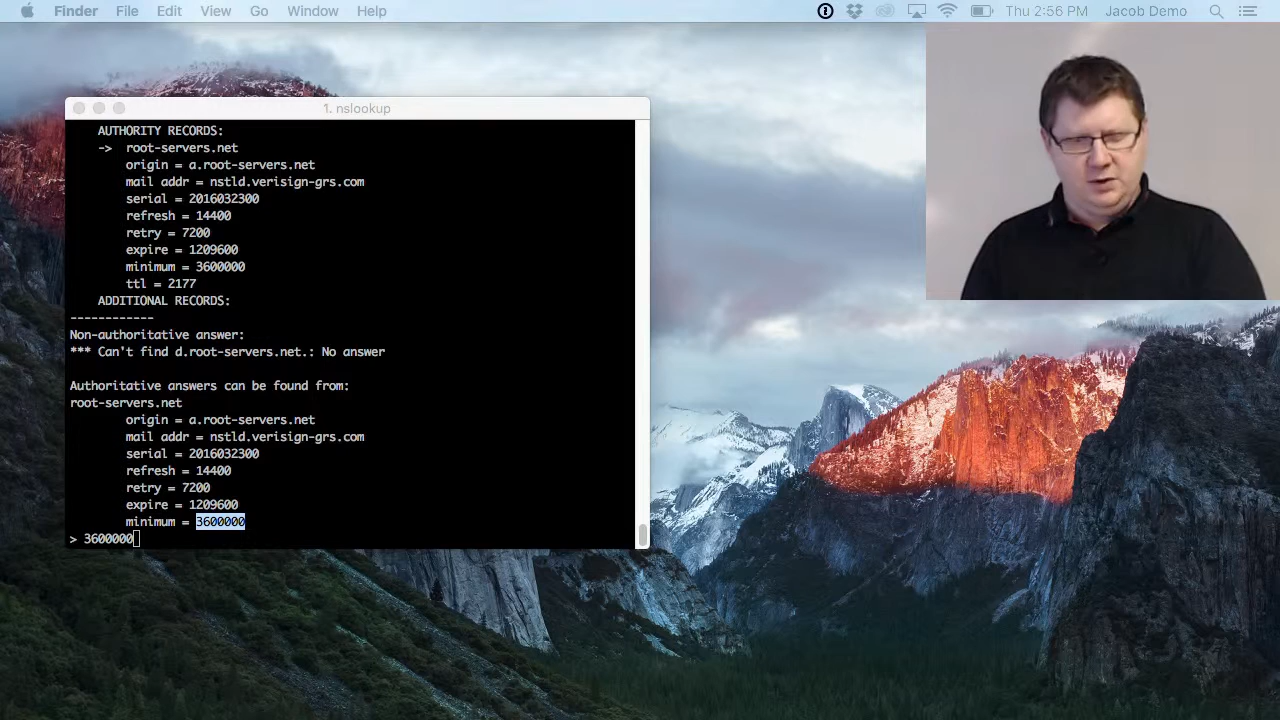 Finder File Edit View Go Window Help Thu 2:56 PM Jacob Demo
1. nslookup
AUTHORITY RECORDS:
-> root-servers.net
origin = a.root-servers.net
mail addr = nstld.verisign-grs.com
serial = 2016032300
refresh = 14400
retry = 7200
expire = 1209600
minimum = 3600000
ttl = 2177
ADDITIONAL RECORDS:
------------
Non-authoritative answer:
*** Can't find d.root-servers.net.: No answer
Authoritative answers can be found from:
root-servers.net
origin = a.root-servers.net
mail addr = nstld.verisign-grs.com
serial = 2016032300
refresh = 14400
retry = 7200
expire = 1209600
minimum = 3600000
> 3600000